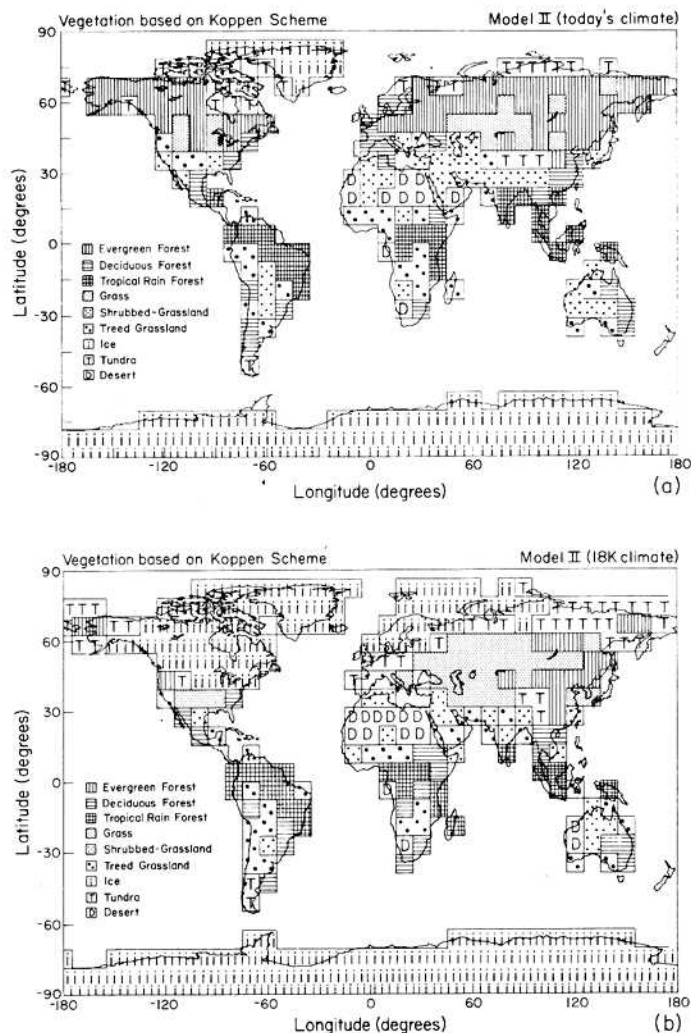 Vegetation based on Koppen Scheme Model II (today's climate)
90
60
30
0
-30
-60
-90
Latitude (degrees)
Evergreen Forest
Deciduous Forest
Tropical Rain Forest
Grass
Shrubbed-Grassland
Treed Grassland
i Ice
T Tundra
D Desert
-180 -120 -60 0 60 120 180
Longitude (degrees)
(a)
Vegetation based on Koppen Scheme Model II (18K climate)
90
60
30
0
-30
-60
-90
Latitude (degrees)
Evergreen Forest
Deciduous Forest
Tropical Rain Forest
Grass
Shrubbed-Grassland
Treed Grassland
i Ice
T Tundra
D Desert
-180 -120 -60 0 60 120 180
Longitude (degrees)
(b)